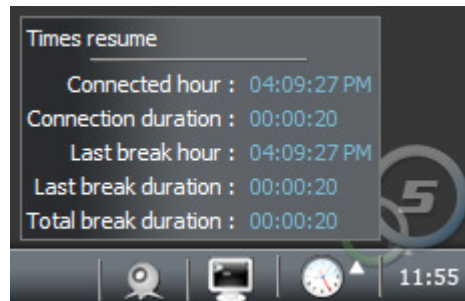 Times resume
Connected hour : 04:09:27 PM
Connection duration : 00:00:20
Last break hour : 04:09:27 PM
Last break duration : 00:00:20
Total break duration : 00:00:20
5
11:55